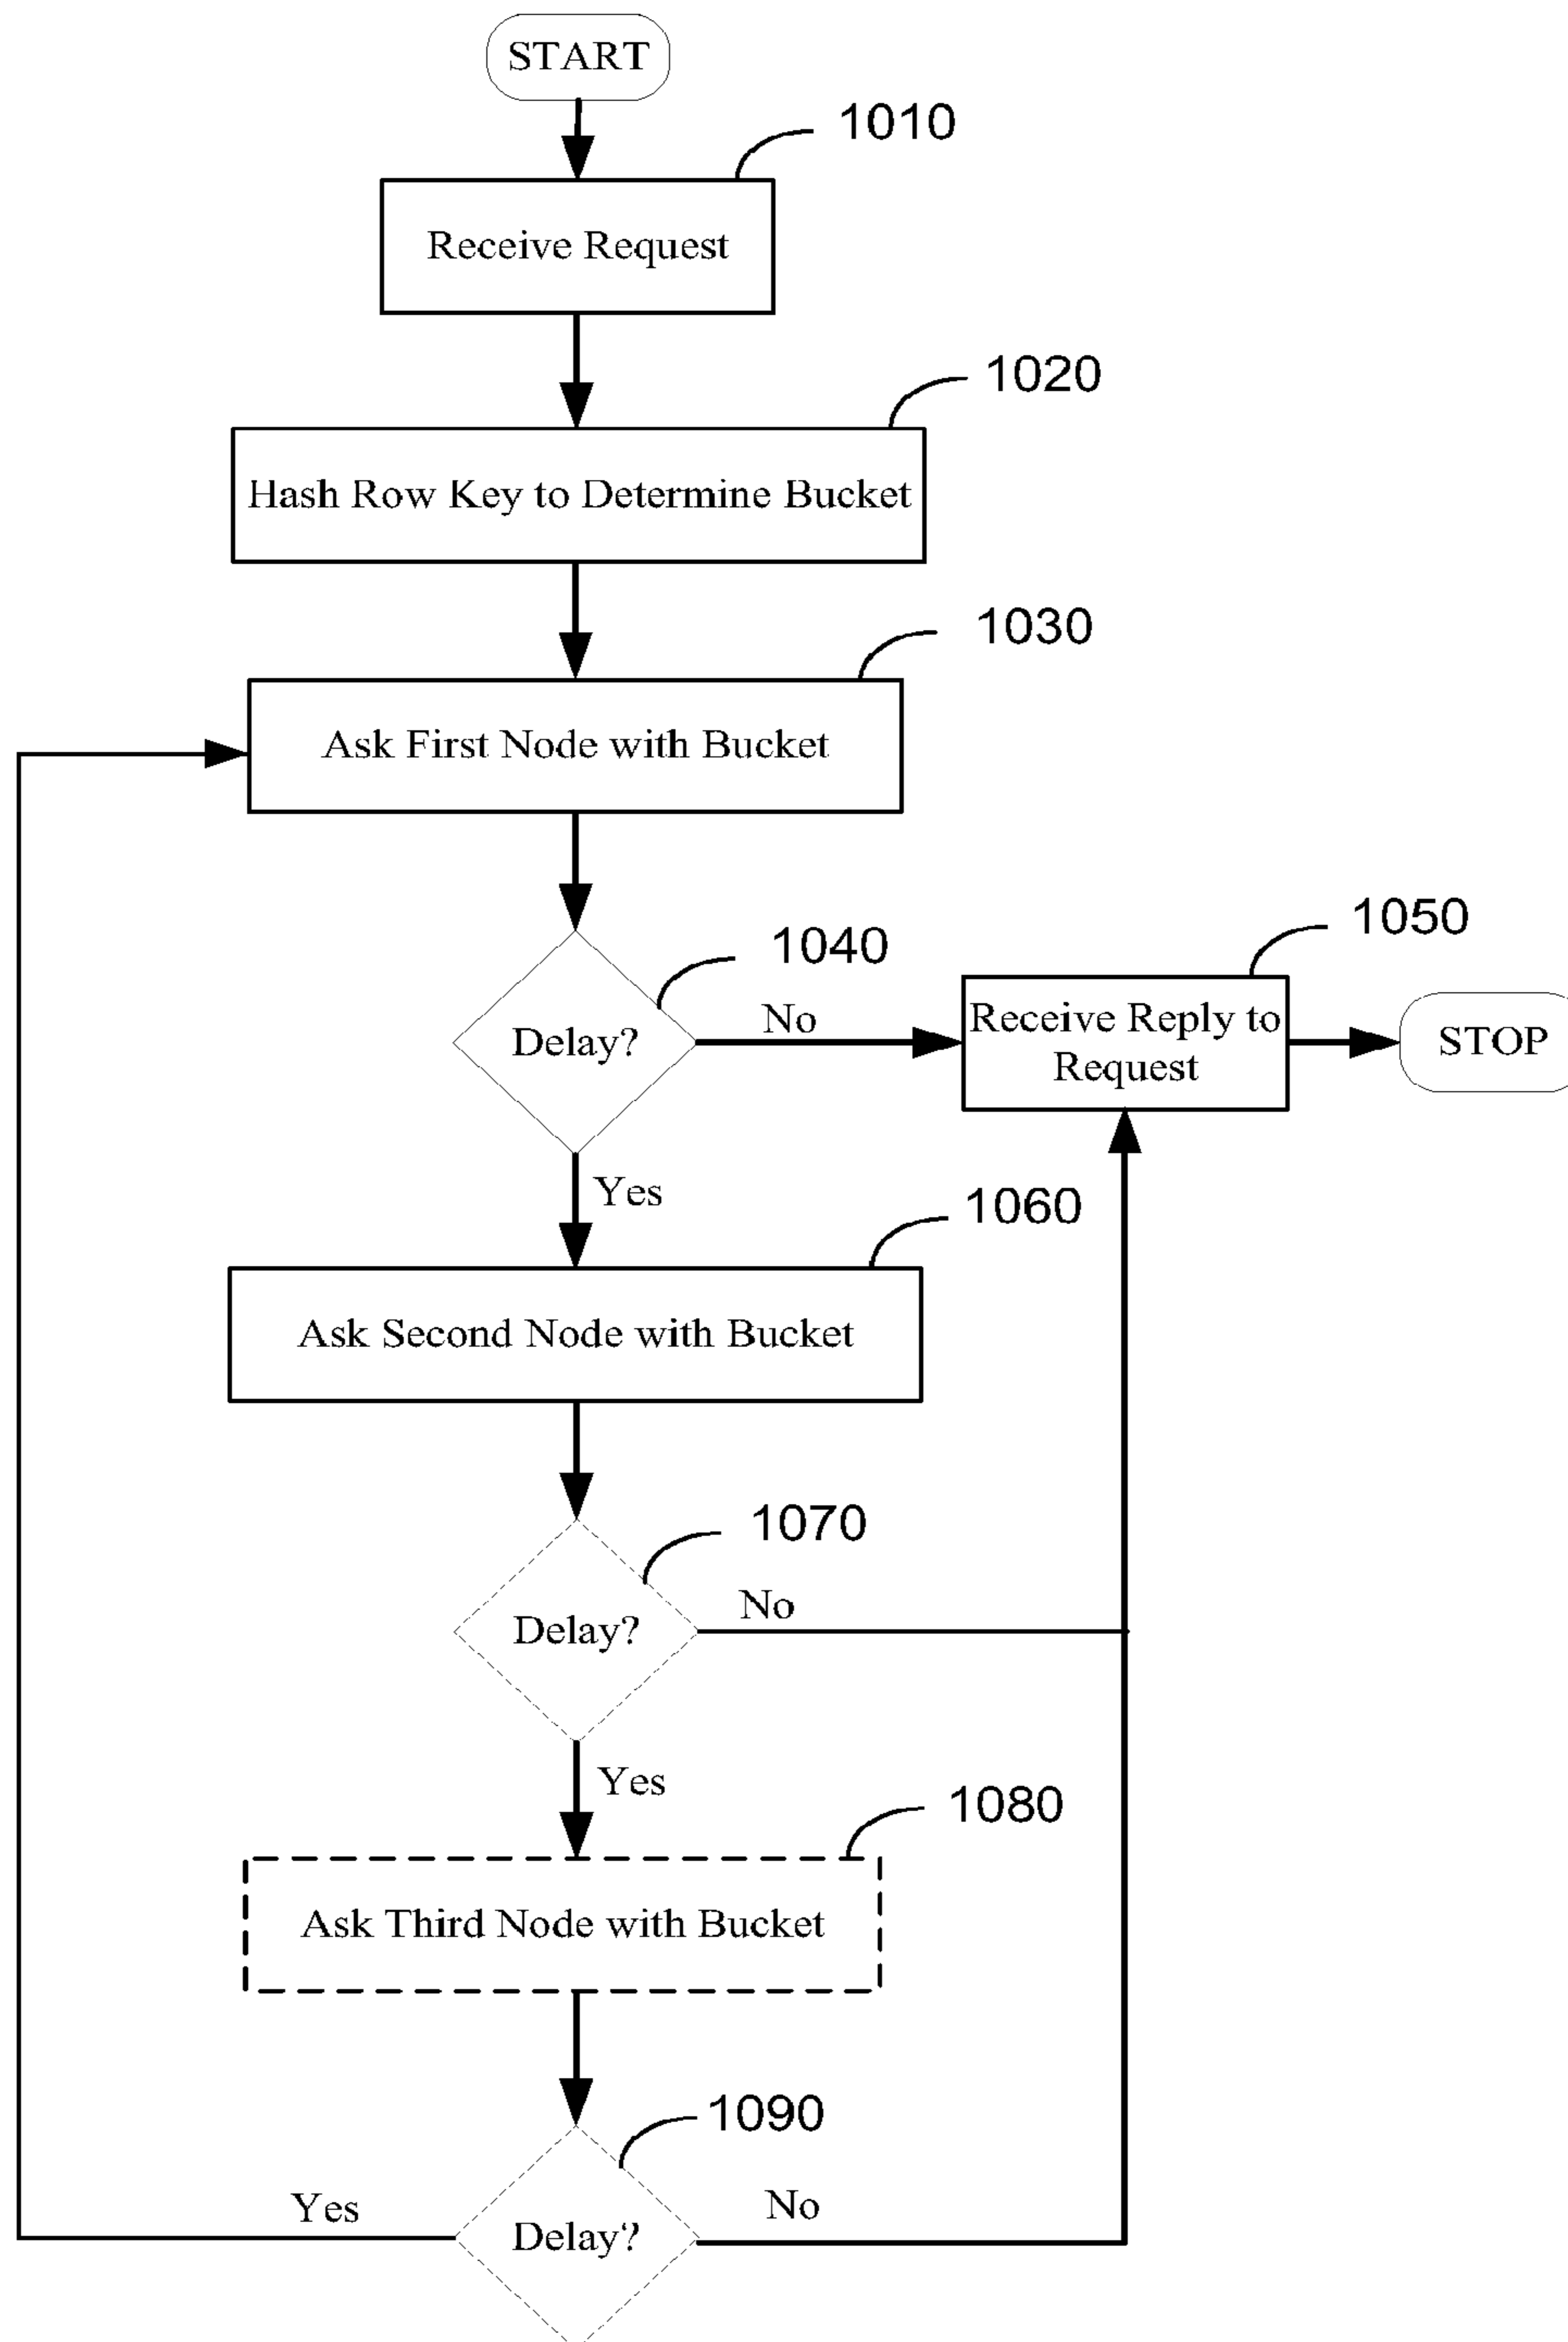 START
1010
Receive Request
1020
Hash Row Key to Determine Bucket
1030
Ask First Node with Bucket
1040
Delay?
No
1050
Receive Reply to
Request
STOP
Yes
1060
Ask Second Node with Bucket
1070
Delay?
No
Yes
1080
Ask Third Node with Bucket
1090
Yes
Delay?
No